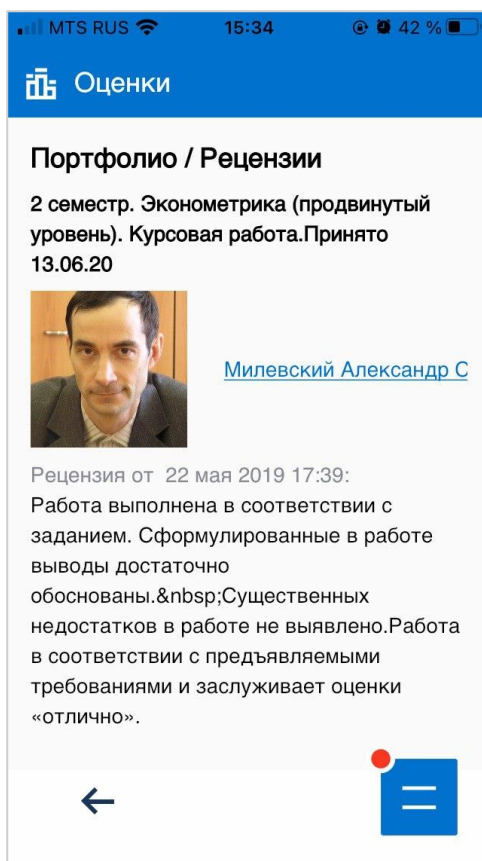 MTS RUS 15:34 42 %
Оценки
Портфолио / Рецензии
2 семестр. Эконометрика (продвинутый
уровень). Курсовая работа.Принято
13.06.20
Милевский Александр С
Рецензия от 22 мая 2019 17:39:
Работа выполнена в соответствии с
заданием. Сформулированные в работе
выводы достаточно
обоснованы.&nbsp;Существенных
недостатков в работе не выявлено.Работа
в соответствии с предъявляемыми
требованиями и заслуживает оценки
«отлично».